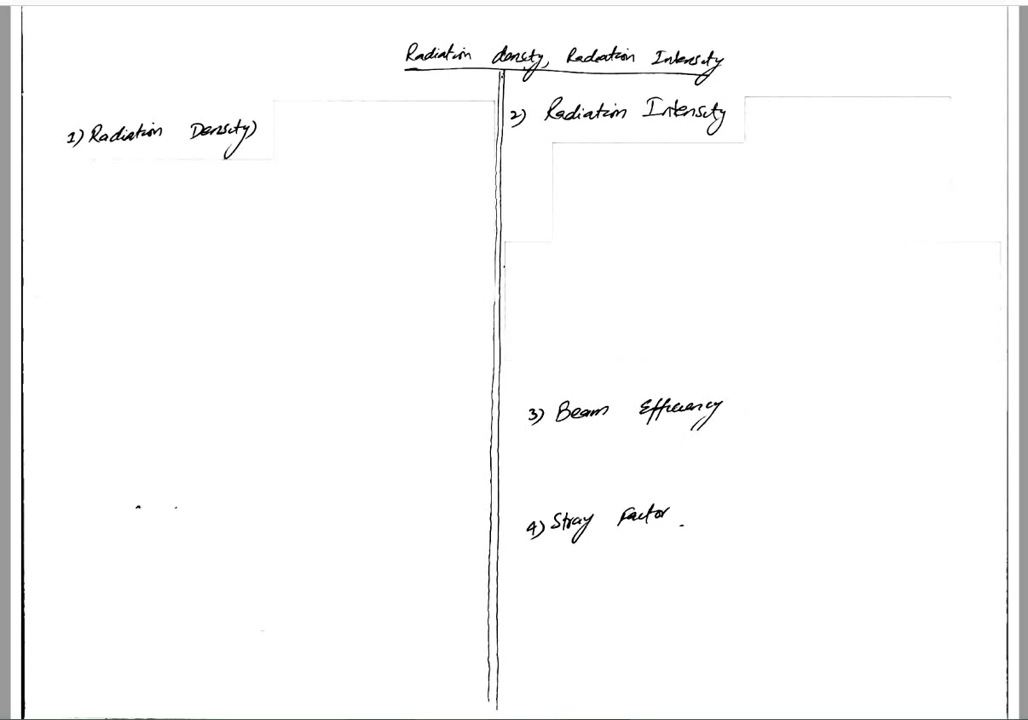 Radiation density, Radiation Intensity
1) Radiation Density)
2) Radiation Intensity
3) Beam Efficiency
4) Stray Factor.